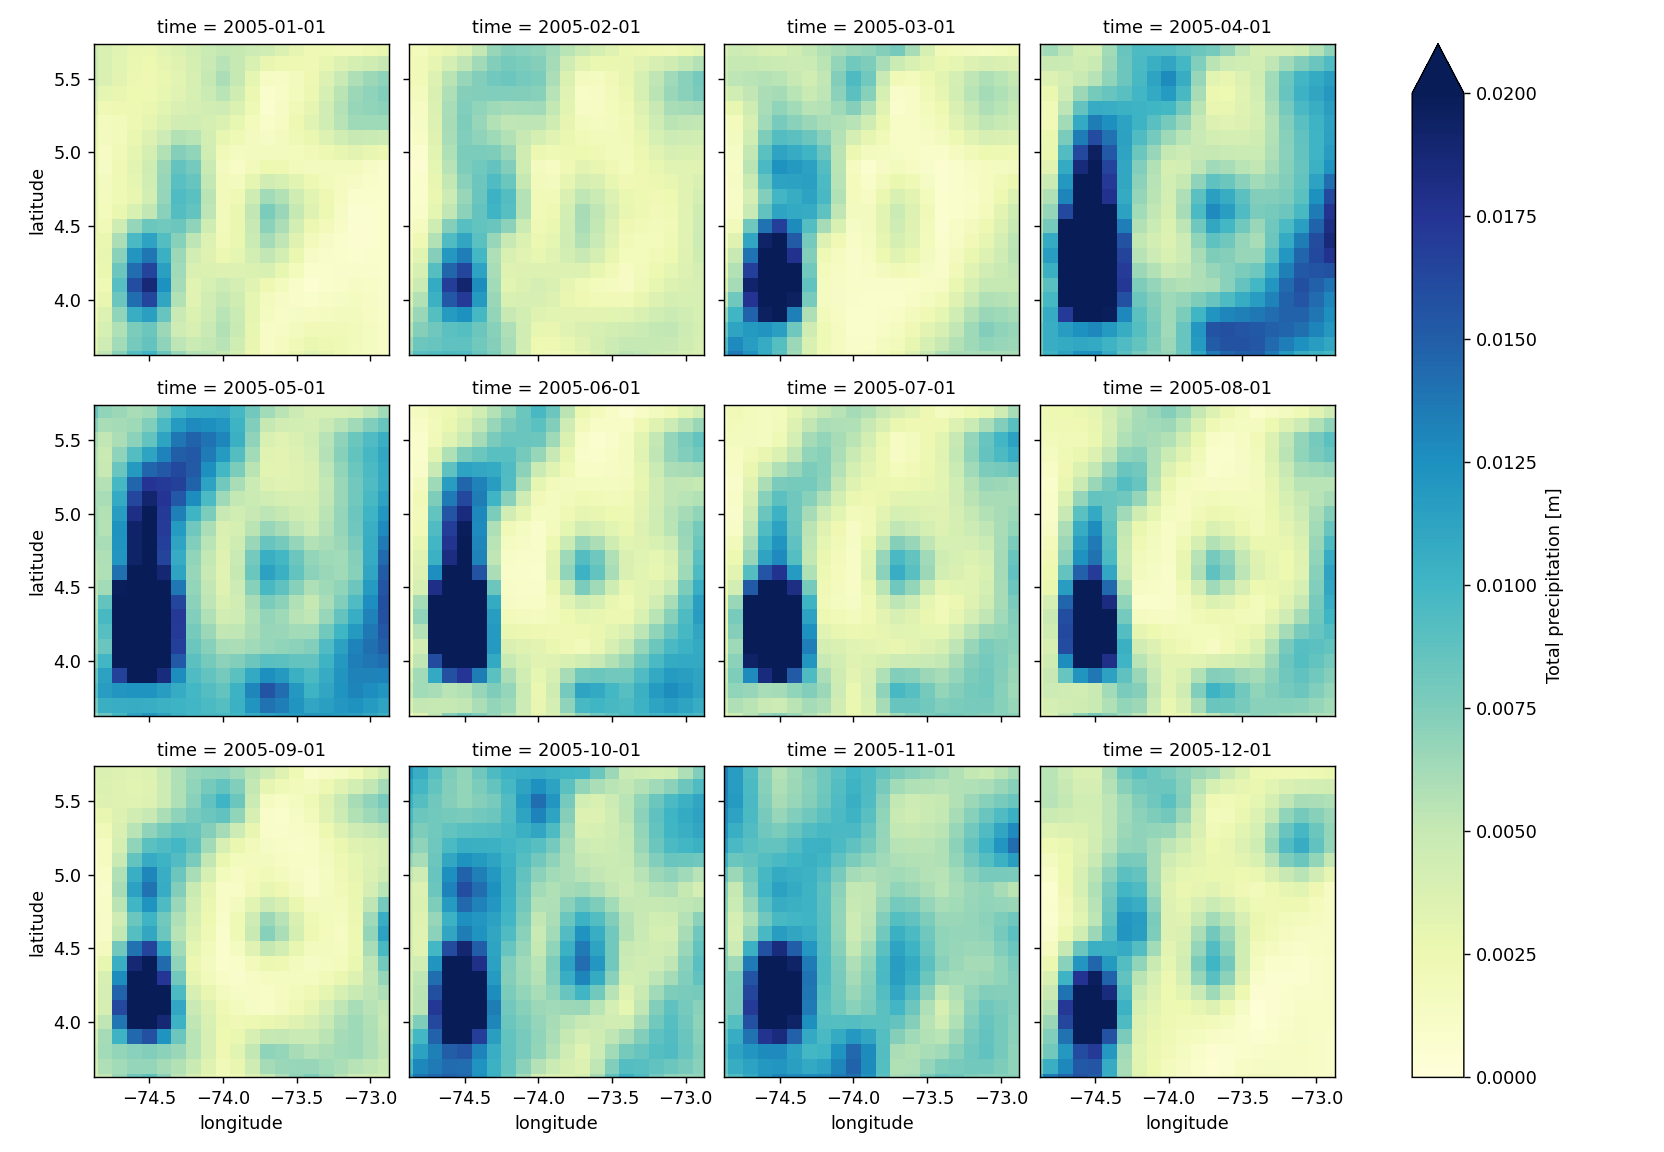 time = 2005-01-01
time = 2005-02-01
time = 2005-03-01
time = 2005-04-01
latitude
5.5
5.0
4.5
4.0
time = 2005-05-01
time = 2005-06-01
time = 2005-07-01
time = 2005-08-01
latitude
5.5
5.0
4.5
4.0
time = 2005-09-01
time = 2005-10-01
time = 2005-11-01
time = 2005-12-01
latitude
5.5
5.0
4.5
4.0
−74.5 −74.0 −73.5 −73.0
longitude
−74.5 −74.0 −73.5 −73.0
longitude
−74.5 −74.0 −73.5 −73.0
longitude
−74.5 −74.0 −73.5 −73.0
longitude
0.0200
0.0175
0.0150
0.0125
0.0100
0.0075
0.0050
0.0025
0.0000
Total precipitation [m]